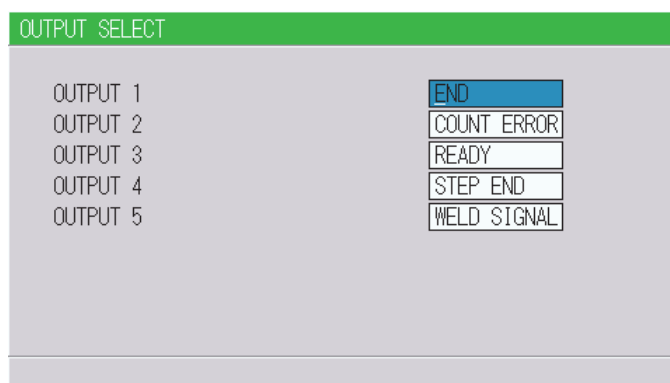 OUTPUT SELECT
OUTPUT 1 END
OUTPUT 2 COUNT ERROR
OUTPUT 3 READY
OUTPUT 4 STEP END
OUTPUT 5 WELD SIGNAL